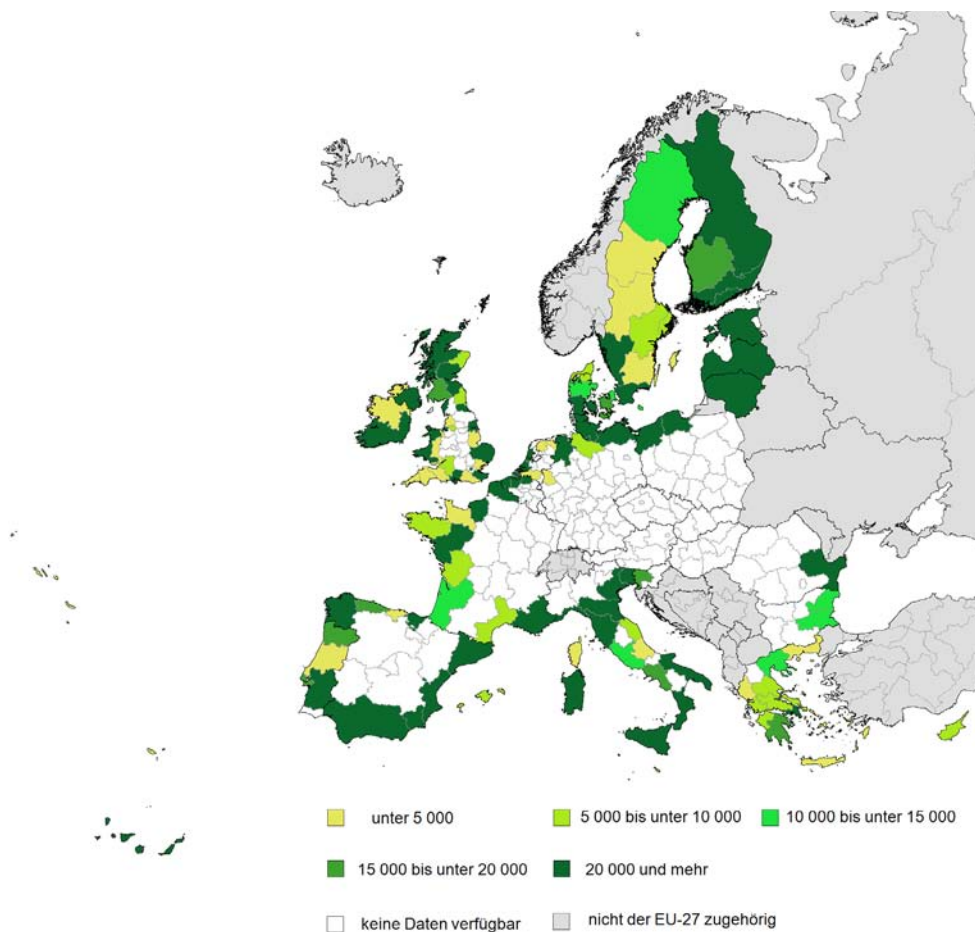 unter 5 000
5 000 bis unter 10 000
10 000 bis unter 15 000
15 000 bis unter 20 000
20 000 und mehr
keine Daten verfügbar
nicht der EU-27 zugehörig